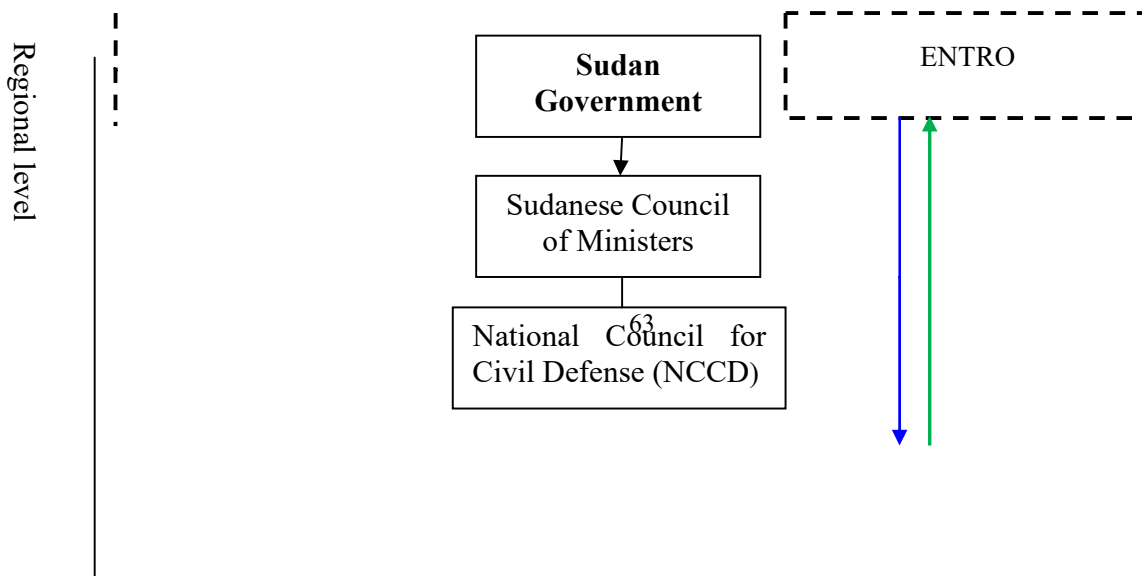 Regional level
Sudan
Government
ENTRO
Sudanese Council
of Ministers
63
National Council for
Civil Defense (NCCD)